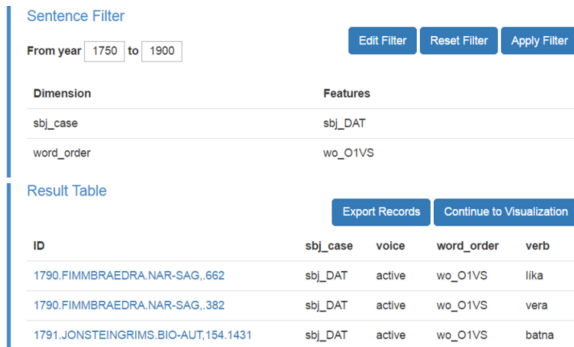 Sentence Filter
From year 1750 to 1900 Edit Filter Reset Filter Apply Filter
Dimension Features
sbj_case sbj_DAT
word_order wo_O1VS
Result Table
Export Records Continue to Visualization
ID sbj_case voice word_order verb
1790.FIMMBRAEDRA.NAR-SAG,.662 sbj_DAT active wo_O1VS lika
1790.FIMMBRAEDRA.NAR-SAG,.382 sbj_DAT active wo_O1VS vera
1791.JONSTEINGRIMS.BIO-AUT,154.1431 sbj_DAT active wo_O1VS batna